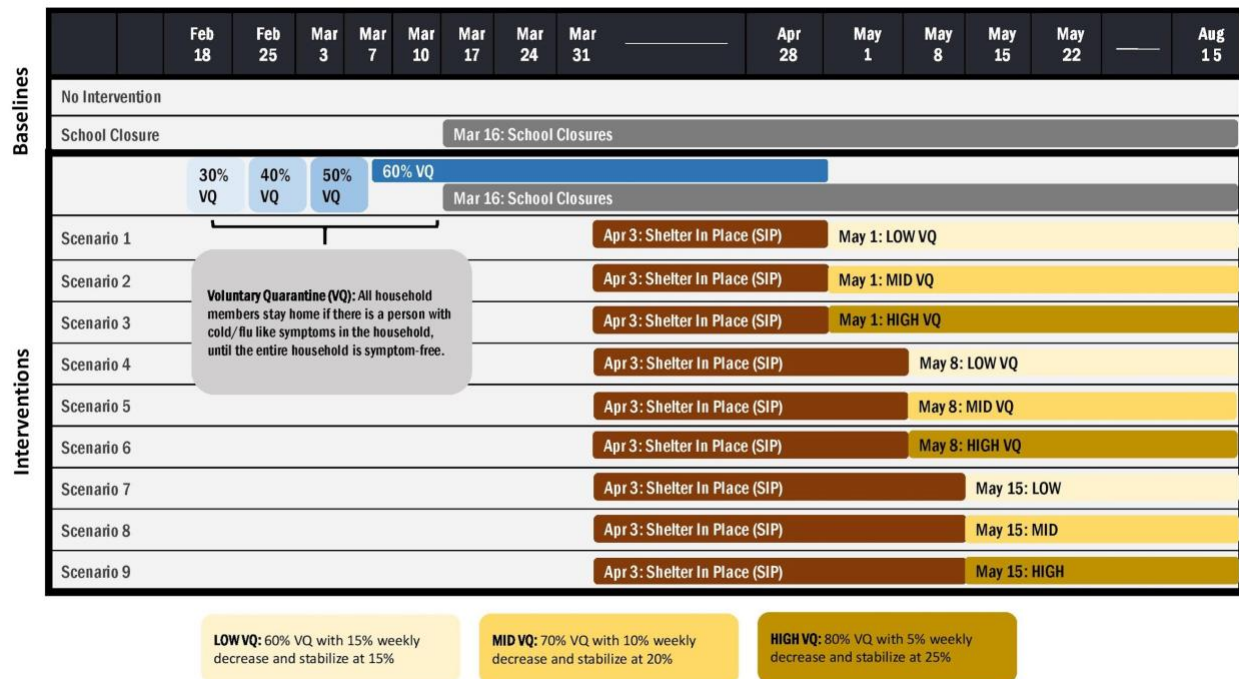 Feb 18
Feb 25
Mar 3
Mar 7
Mar 10
Mar 17
Mar 24
Mar 31
Apr 28
May 1
May 8
May 15
May 22
Aug 15
Baselines
No Intervention
School Closure
Mar 16: School Closures
Interventions
30% VQ
40% VQ
50% VQ
60% VQ
Mar 16: School Closures
Scenario 1
Apr 3: Shelter In Place (SIP)
May 1: LOW VQ
Scenario 2
Apr 3: Shelter In Place (SIP)
May 1: MID VQ
Scenario 3
Apr 3: Shelter In Place (SIP)
May 1: HIGH VQ
Voluntary Quarantine (VQ): All household
members stay home if there is a person with
cold/flu like symptoms in the household,
until the entire household is symptom-free.
Scenario 4
Apr 3: Shelter In Place (SIP)
May 8: LOW VQ
Scenario 5
Apr 3: Shelter In Place (SIP)
May 8: MID VQ
Scenario 6
Apr 3: Shelter In Place (SIP)
May 8: HIGH VQ
Scenario 7
Apr 3: Shelter In Place (SIP)
May 15: LOW
Scenario 8
Apr 3: Shelter In Place (SIP)
May 15: MID
Scenario 9
Apr 3: Shelter In Place (SIP)
May 15: HIGH
LOW VQ: 60% VQ with 15% weekly
decrease and stabilize at 15%
MID VQ: 70% VQ with 10% weekly
decrease and stabilize at 20%
HIGH VQ: 80% VQ with 5% weekly
decrease and stabilize at 25%